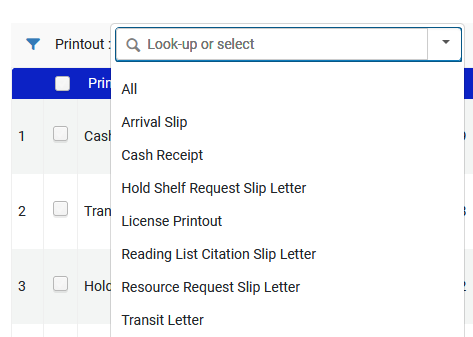 Printout :
Look-up or select
Prin
All
Arrival Slip
1
Cash
Cash Receipt
Hold Shelf Request Slip Letter
2
Tran
License Printout
Reading List Citation Slip Letter
3
Hold
Resource Request Slip Letter
Transit Letter